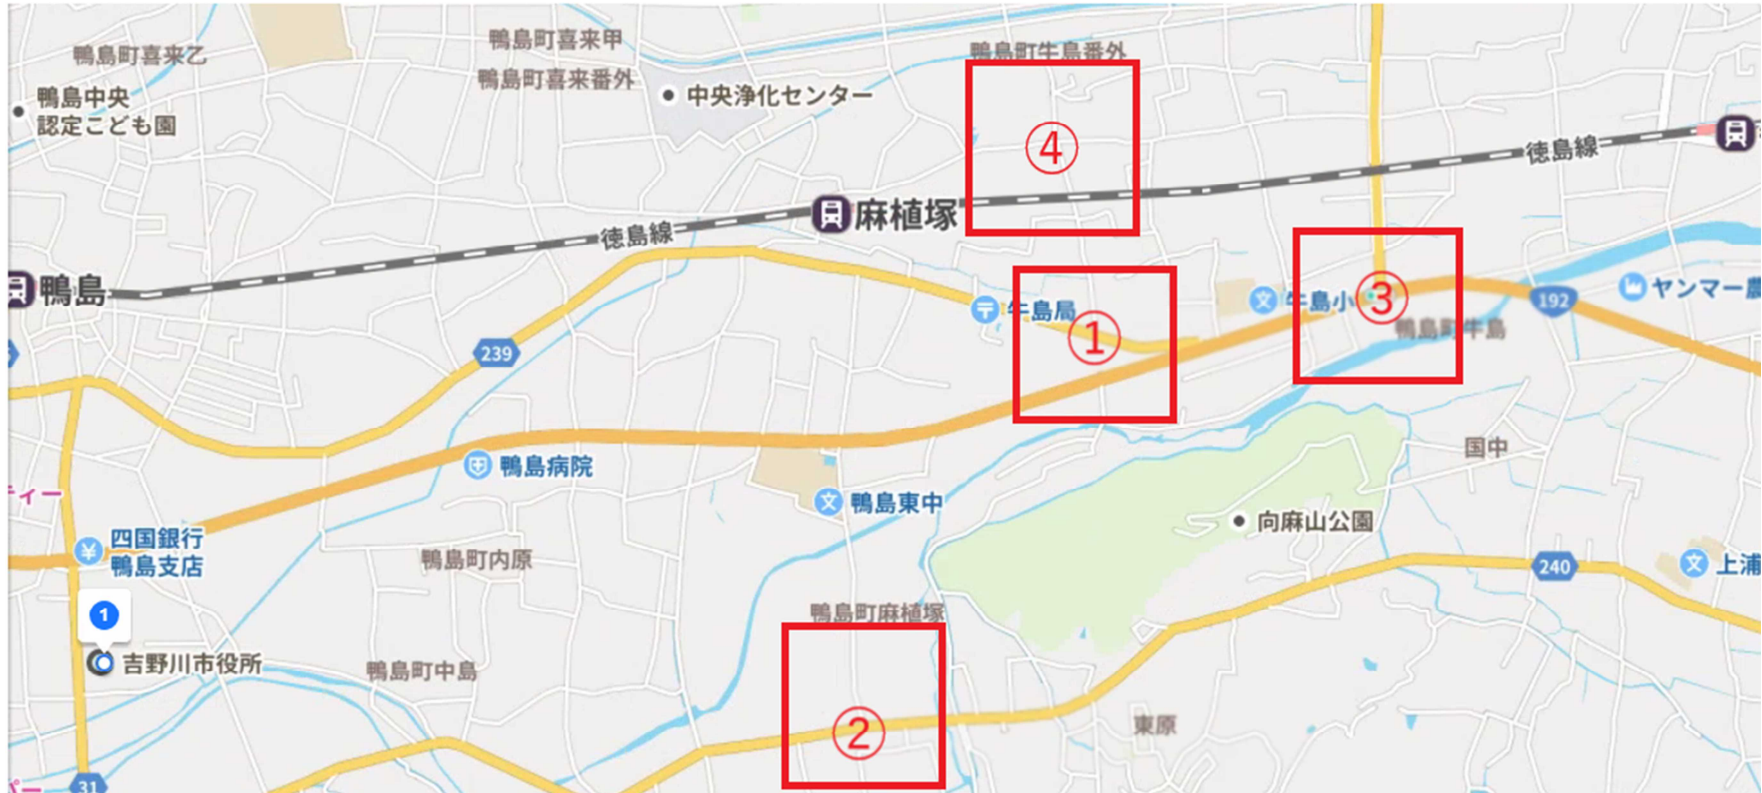 鴨島町喜来乙
鴨島町喜来甲
鴨島町喜来番外
鴨島町牛島番外
鴨島中央
認定こども園
中央浄化センター
④
徳島線
麻植塚
徳島線
鴨島
牛島局
①
牛島小
③
鴨島町牛島
192
ヤンマー農
239
国中
鴨島病院
鴨島東中
向麻山公園
ティー
四国銀行
鴨島支店
鴨島町内原
240
上浦
1
鴨島町麻植塚
吉野川市役所
鴨島町中島
②
東原
31
パー